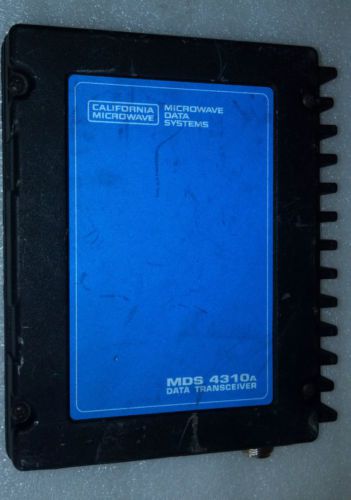 CALIFORNIA
MICROWAVE
MICROWAVE
DATA
SYSTEMS
MDS 4310A
DATA TRANSCEIVER